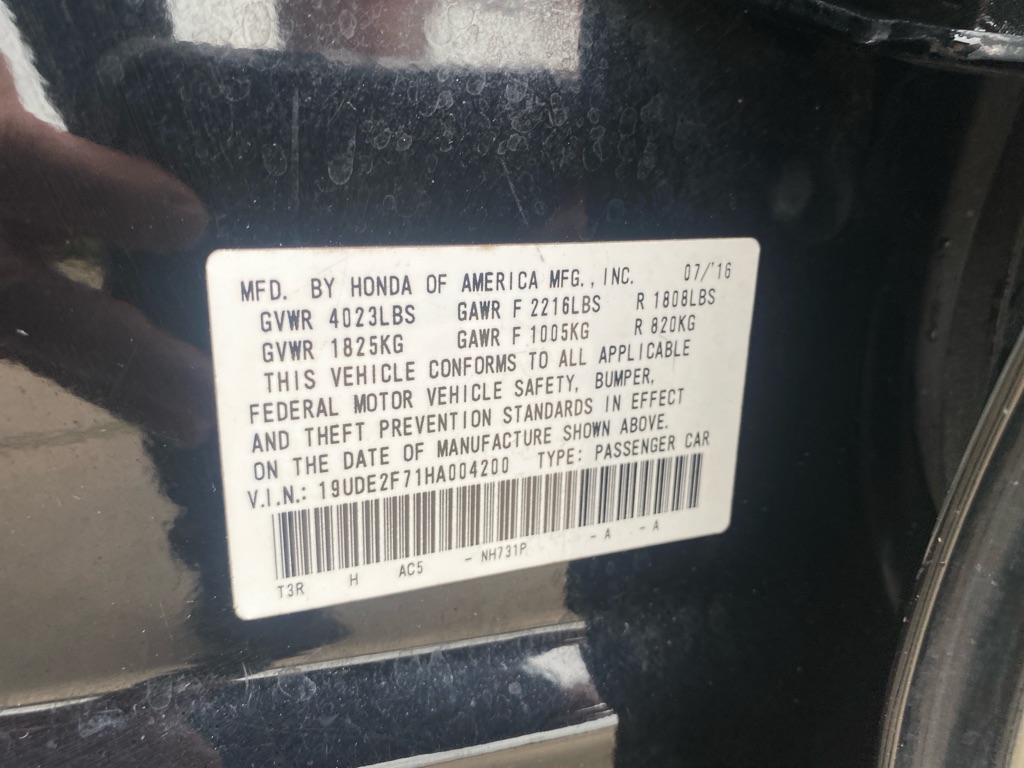 MFD. BY HONDA OF AMERICA MFG., INC. 07/'16
GVWR 4023LBS GAWR F 2216LBS R 1808LBS
GVWR 1825KG GAWR F 1005KG R 820KG
THIS VEHICLE CONFORMS TO ALL APPLICABLE
FEDERAL MOTOR VEHICLE SAFETY, BUMPER,
AND THEFT PREVENTION STANDARDS IN EFFECT
ON THE DATE OF MANUFACTURE SHOWN ABOVE.
V.I.N.: 19UDE2F71HA004200 TYPE: PASSENGER CAR
T3R H AC5 - NH731P - A - A